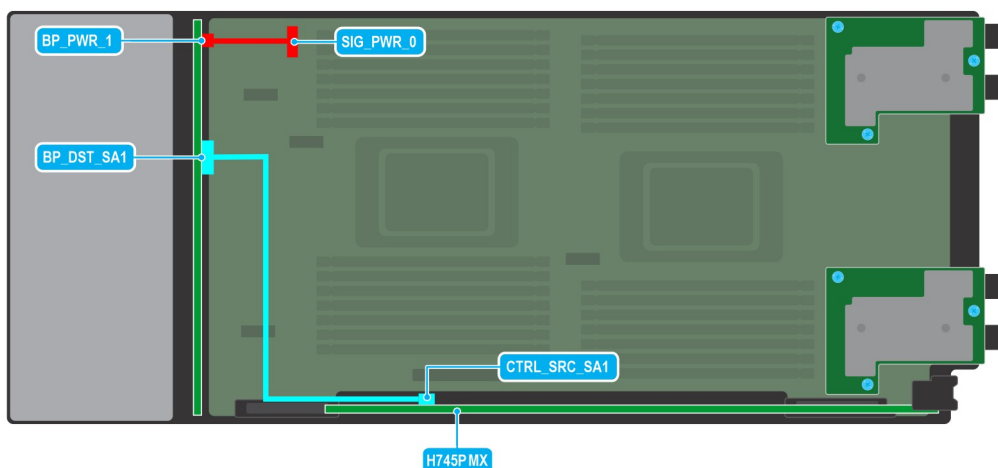 BP_PWR_1
SIG_PWR_0
BP_DST_SA1
CTRL_SRC_SA1
H745P MX